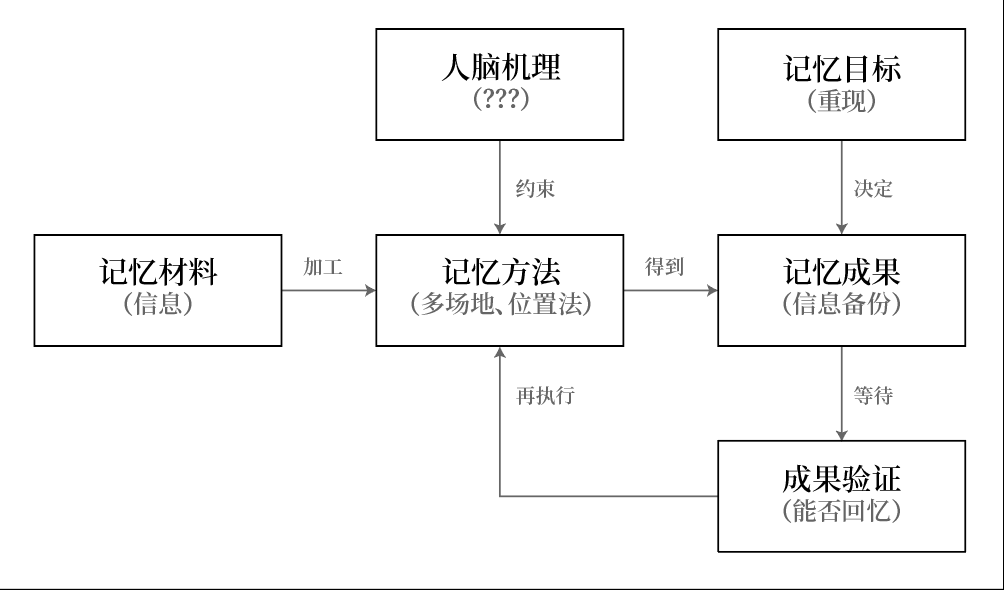 人脑机理
(???)
记忆目标
(重现)
约束
决定
记忆材料
(信息)
加工
记忆方法
(多场地、位置法)
得到
记忆成果
(信息备份)
再执行
等待
成果验证
(能否回忆)